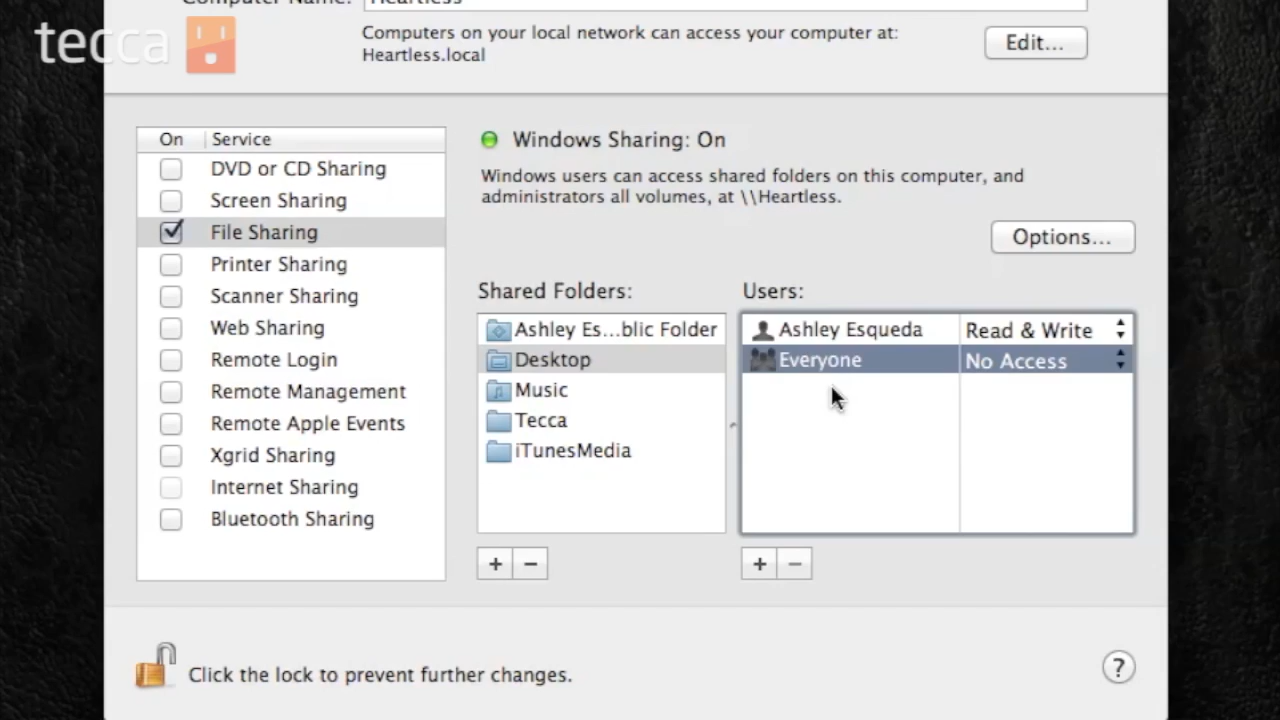 Computer Name: Heartless
tecca
Computers on your local network can access your computer at:
Heartless.local
Edit...
On Service
DVD or CD Sharing
Screen Sharing
File Sharing
Printer Sharing
Scanner Sharing
Web Sharing
Remote Login
Remote Management
Remote Apple Events
Xgrid Sharing
Internet Sharing
Bluetooth Sharing
Windows Sharing: On
Windows users can access shared folders on this computer, and
administrators all volumes, at \\Heartless.
Options...
Shared Folders:
Ashley Es...blic Folder
Desktop
Music
Tecca
iTunesMedia
+ −
Users:
Ashley Esqueda Read & Write
Everyone No Access
+ −
Click the lock to prevent further changes.
?